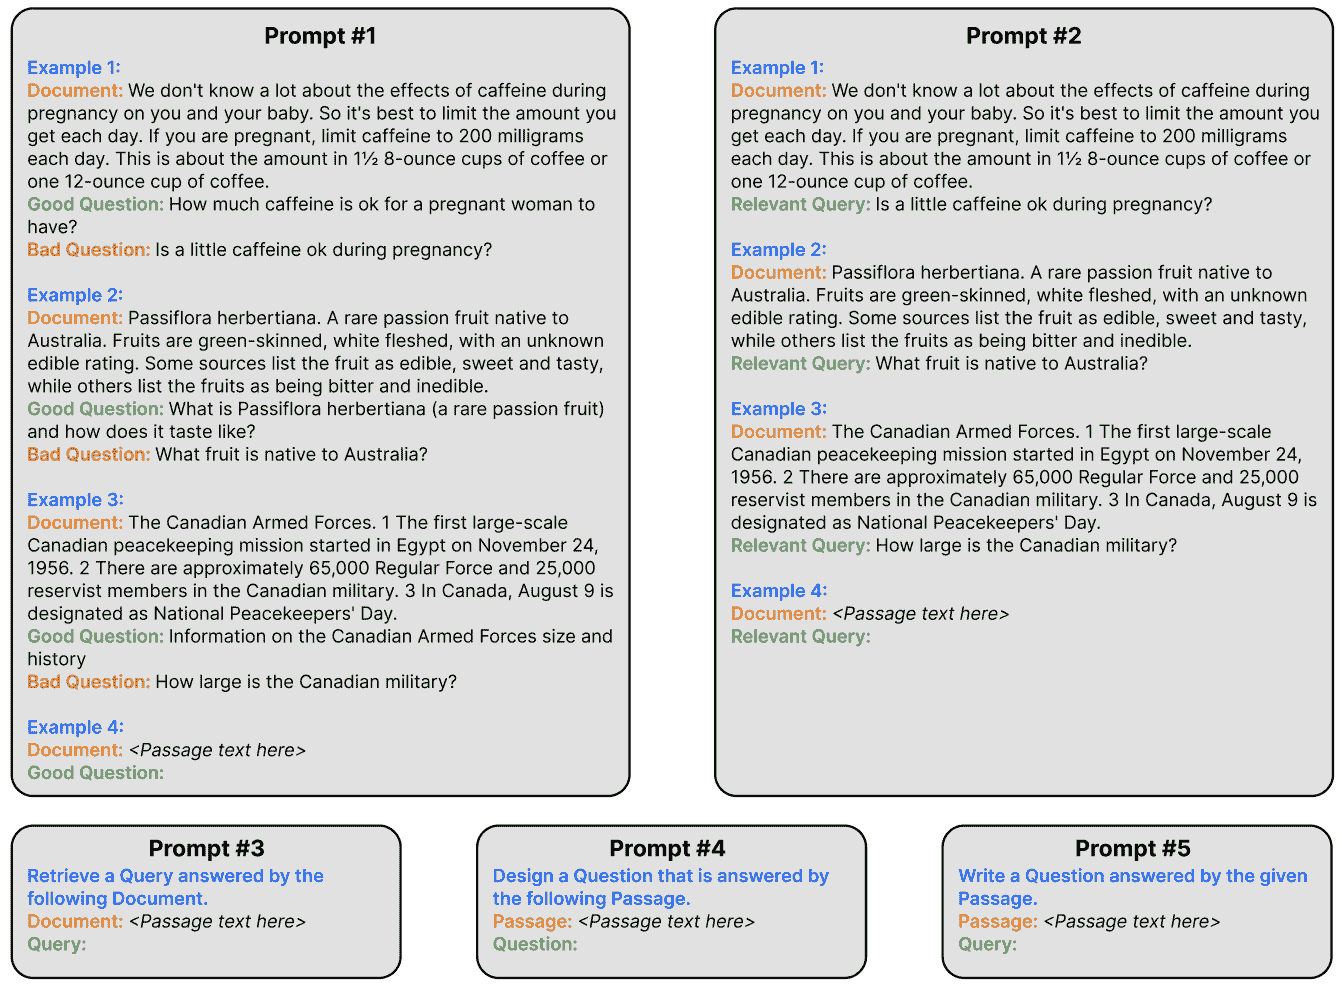 Prompt #1
Example 1:
Document: We don't know a lot about the effects of caffeine during
pregnancy on you and your baby. So it's best to limit the amount you
get each day. If you are pregnant, limit caffeine to 200 milligrams
each day. This is about the amount in 1½ 8-ounce cups of coffee or
one 12-ounce cup of coffee.
Good Question: How much caffeine is ok for a pregnant woman to
have?
Bad Question: Is a little caffeine ok during pregnancy?
Example 2:
Document: Passiflora herbertiana. A rare passion fruit native to
Australia. Fruits are green-skinned, white fleshed, with an unknown
edible rating. Some sources list the fruit as edible, sweet and tasty,
while others list the fruits as being bitter and inedible.
Good Question: What is Passiflora herbertiana (a rare passion fruit)
and how does it taste like?
Bad Question: What fruit is native to Australia?
Example 3:
Document: The Canadian Armed Forces. 1 The first large-scale
Canadian peacekeeping mission started in Egypt on November 24,
1956. 2 There are approximately 65,000 Regular Force and 25,000
reservist members in the Canadian military. 3 In Canada, August 9 is
designated as National Peacekeepers' Day.
Good Question: Information on the Canadian Armed Forces size and
history
Bad Question: How large is the Canadian military?
Example 4:
Document: <Passage text here>
Good Question:
Prompt #2
Example 1:
Document: We don't know a lot about the effects of caffeine during
pregnancy on you and your baby. So it's best to limit the amount you
get each day. If you are pregnant, limit caffeine to 200 milligrams
each day. This is about the amount in 1½ 8-ounce cups of coffee or
one 12-ounce cup of coffee.
Relevant Query: Is a little caffeine ok during pregnancy?
Example 2:
Document: Passiflora herbertiana. A rare passion fruit native to
Australia. Fruits are green-skinned, white fleshed, with an unknown
edible rating. Some sources list the fruit as edible, sweet and tasty,
while others list the fruits as being bitter and inedible.
Relevant Query: What fruit is native to Australia?
Example 3:
Document: The Canadian Armed Forces. 1 The first large-scale
Canadian peacekeeping mission started in Egypt on November 24,
1956. 2 There are approximately 65,000 Regular Force and 25,000
reservist members in the Canadian military. 3 In Canada, August 9 is
designated as National Peacekeepers' Day.
Relevant Query: How large is the Canadian military?
Example 4:
Document: <Passage text here>
Relevant Query:
Prompt #3
Retrieve a Query answered by the
following Document.
Document: <Passage text here>
Query:
Prompt #4
Design a Question that is answered by
the following Passage.
Passage: <Passage text here>
Question:
Prompt #5
Write a Question answered by the given
Passage.
Passage: <Passage text here>
Query: